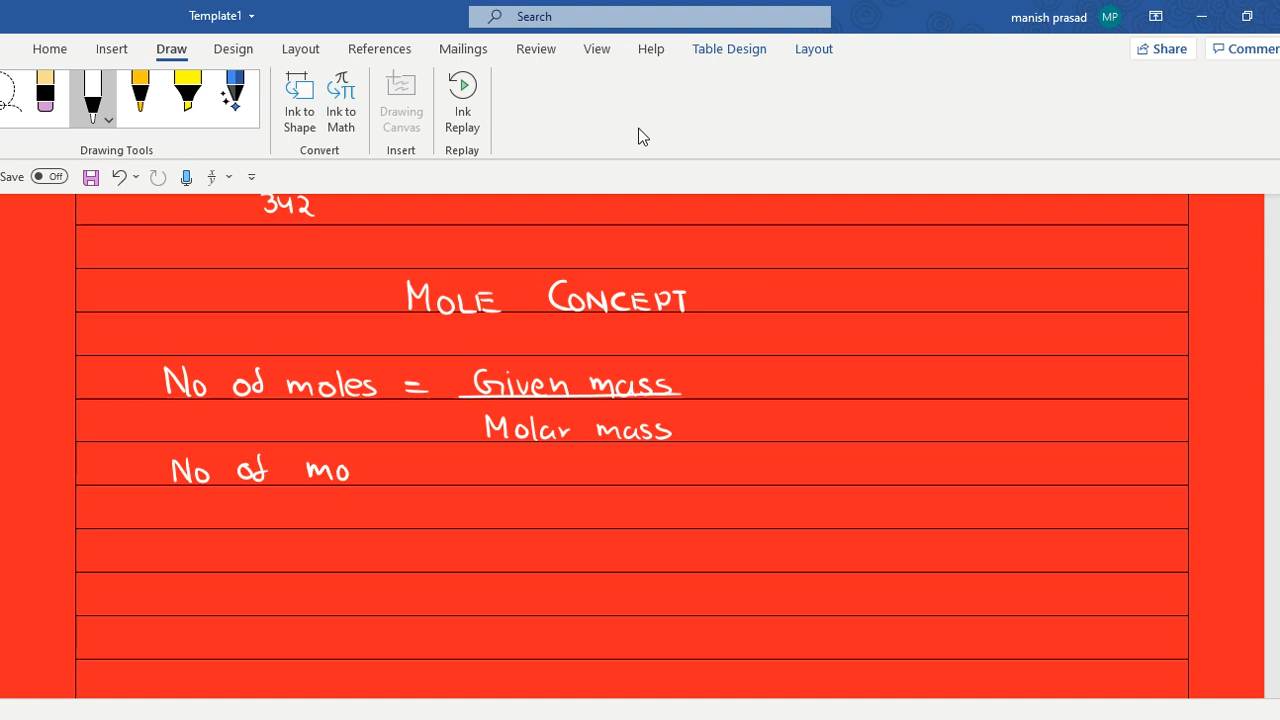 Template1
Search
manish prasad
MP
Home Insert Draw Design Layout References Mailings Review View Help Table Design Layout
Share
Comme
Ink to Shape
Ink to Math
Drawing Canvas
Ink Replay
Drawing Tools
Convert
Insert
Replay
Save Off
342
MOLE CONCEPT
No of moles = Given mass
Molar mass
No of mo